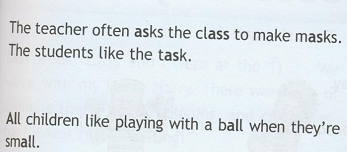 The teacher often asks the class to make masks.
The students like the task.
All children like playing with a ball when they're
small.